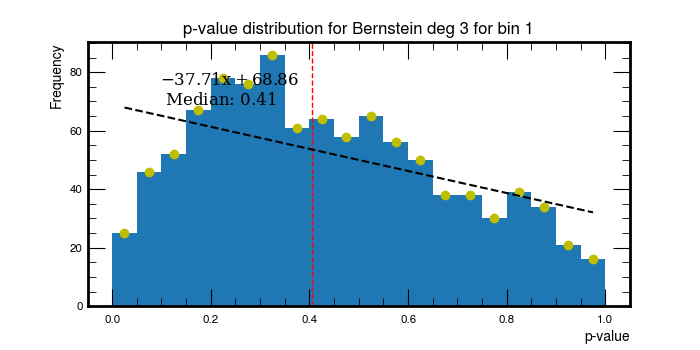 p-value distribution for Bernstein deg 3 for bin 1
Frequency
80
60
40
20
0
−37.71x + 68.86
Median: 0.41
0.0 0.2 0.4 0.6 0.8 1.0
p-value